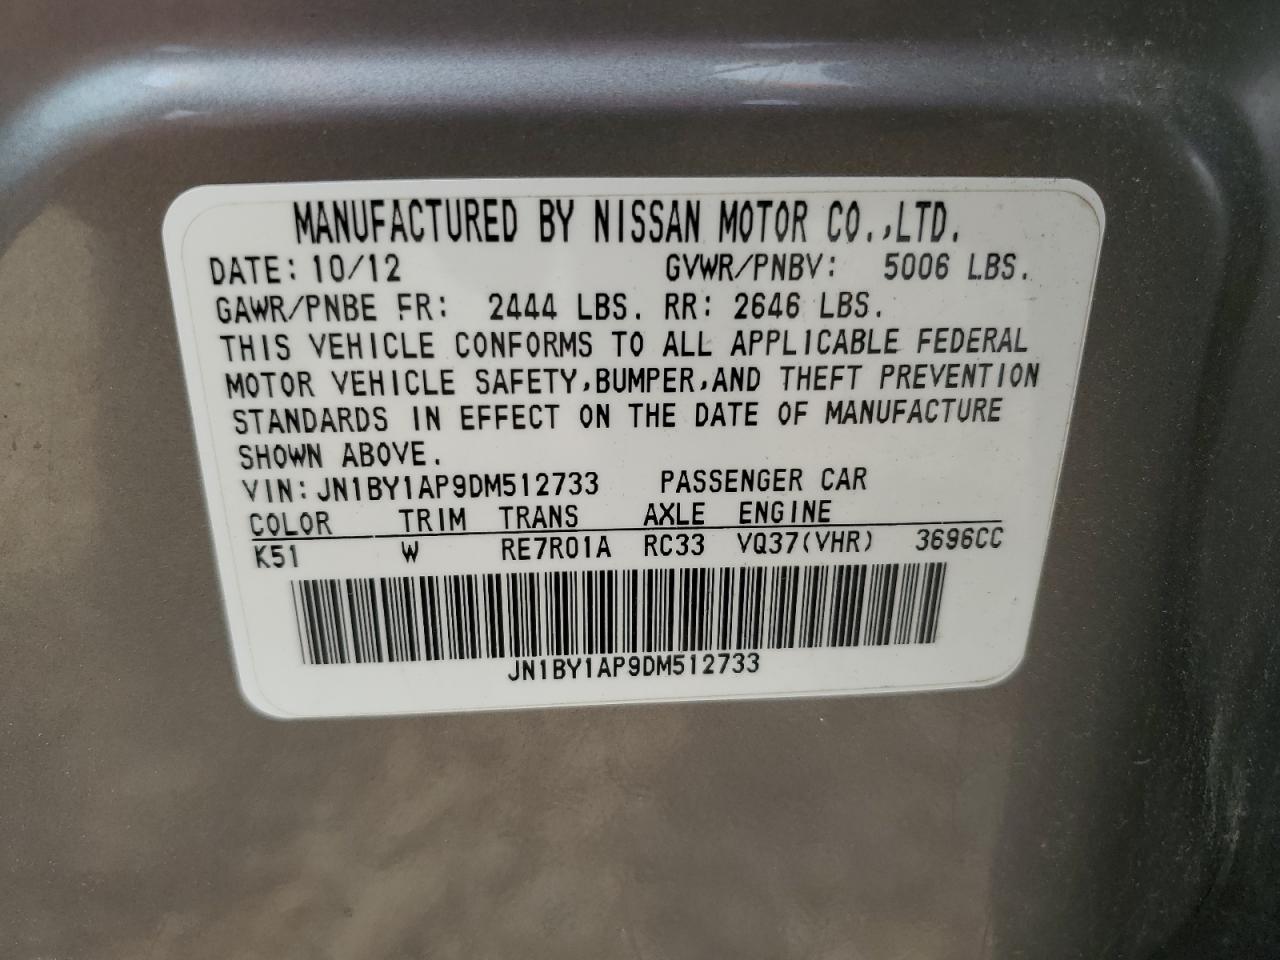 MANUFACTURED BY NISSAN MOTOR CO.,LTD.
DATE: 10/12 GVWR/PNBV: 5006 LBS.
GAWR/PNBE FR: 2444 LBS. RR: 2646 LBS.
THIS VEHICLE CONFORMS TO ALL APPLICABLE FEDERAL
MOTOR VEHICLE SAFETY,BUMPER,AND THEFT PREVENTION
STANDARDS IN EFFECT ON THE DATE OF MANUFACTURE
SHOWN ABOVE.
VIN: JN1BY1AP9DM512733 PASSENGER CAR
COLOR TRIM TRANS AXLE ENGINE
K51 W RE7R01A RC33 VQ37(VHR) 3696CC
JN1BY1AP9DM512733